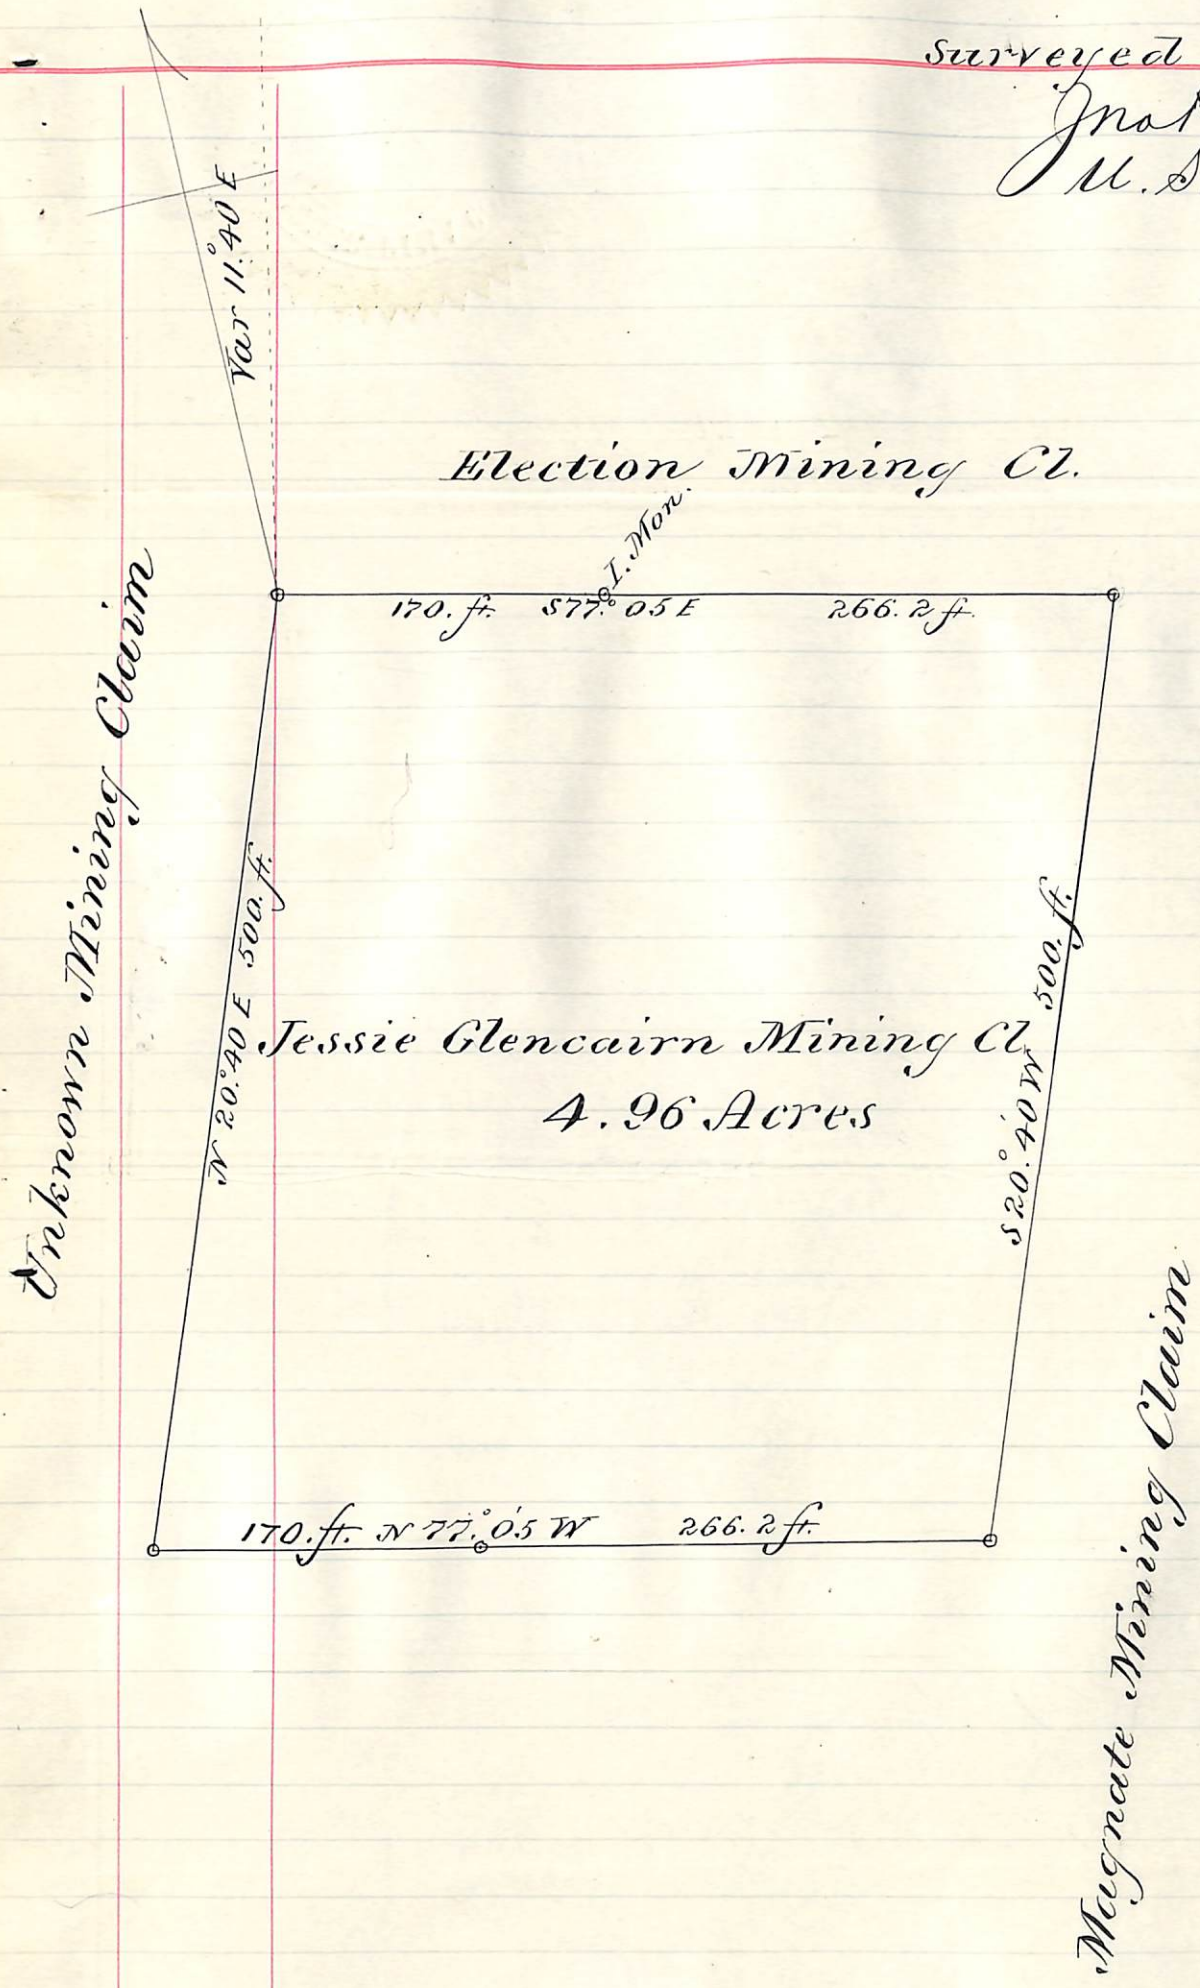 Surveyed
U. S
Var 11.°40 E
Election Mining Cl.
I. Mon.
170. ft. S 77.° 05 E 266. 2 ft.
Unknown Mining Claim
N 20.°40 E 500. ft.
Jessie Glencairn Mining Cl.
4.96 Acres
S 20.° 40 W 500. ft.
170. ft. N 77.° 05 W 266. 2 ft.
Magnate Mining Claim